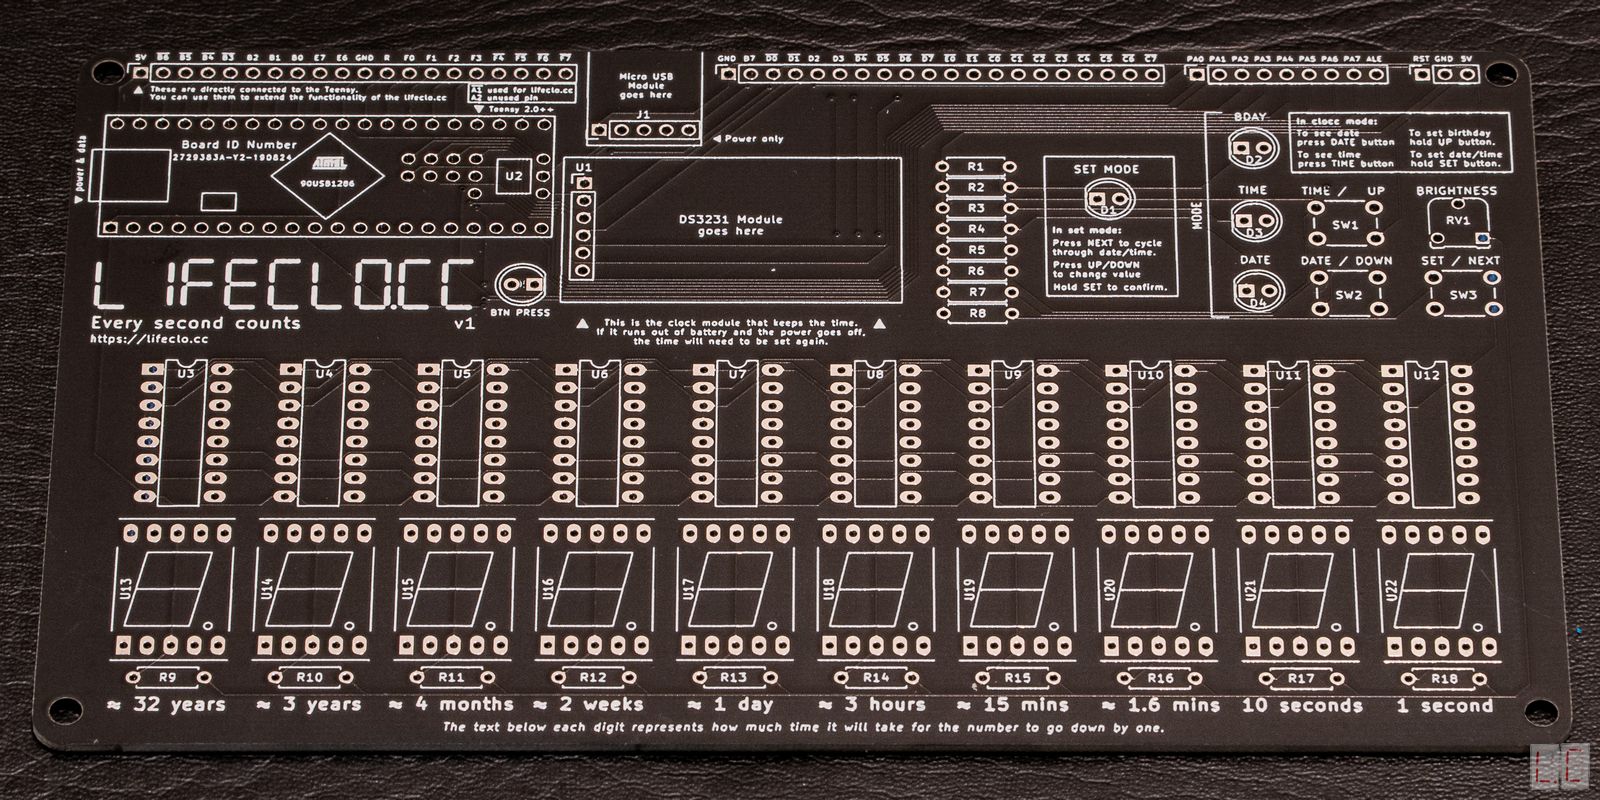 5V B6 B5 B4 B3 B2 B1 B0 E7 E6 GND R F0 F1 F2 F3 F4 F5 F6 F7
These are directly connected to the Teensy.
You can use them to extend the functionality of the lifeclo.cc
A1 used for lifeclo.cc
A2 unused pin
Teensy 2.0++
Micro USB
Module
goes here
J1
Power only
GND B7 D0 D1 D2 D3 D4 D5 D6 D7 E0 E1 C0 C1 C2 C3 C4 C5 C6 C7
PA0 PA1 PA2 PA3 PA4 PA5 PA6 PA7 ALE
RST GND 5V
power & data
Board ID Number
2729383A-Y2-190824
ATMEL
90USB1286
U2
U1
DS3231 Module
goes here
R1
R2
R3
R4
R5
R6
R7
R8
SET MODE
D1
In set mode:
Press NEXT to cycle
through date/time.
Press UP/DOWN
to change value
Hold SET to confirm.
MODE
BDAY
D2
TIME
D3
DATE
D4
In clock mode:
To see date
press DATE button
To see time
press TIME button
To set birthday
hold UP button.
To set date/time
hold SET button.
TIME / UP
SW1
BRIGHTNESS
RV1
DATE / DOWN
SW2
SET / NEXT
SW3
LIFECLO.CC
Every second counts
v1
https://lifeclo.cc
BTN PRESS
This is the clock module that keeps the time.
If it runs out of battery and the power goes off,
the time will need to be set again.
U3 U4 U5 U6 U7 U8 U9 U10 U11 U12
U13 U14 U15 U16 U17 U18 U19 U20 U21 U22
R9 R10 R11 R12 R13 R14 R15 R16 R17 R18
≈ 32 years ≈ 3 years ≈ 4 months ≈ 2 weeks ≈ 1 day ≈ 3 hours ≈ 15 mins ≈ 1.6 mins 10 seconds 1 second
The text below each digit represents how much time it will take for the number to go down by one.
L.C